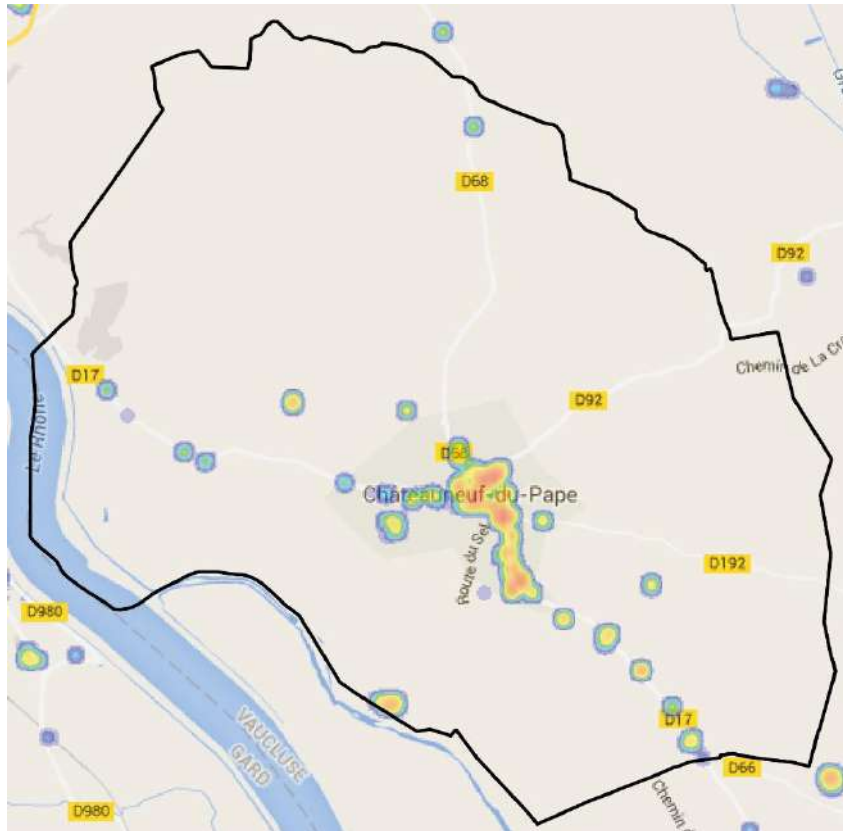 D68
D92
Chemin de La Cr
D17
Le Rhône
D92
D68
Châteauneuf-du-Pape
Route du Sel
D192
D980
D17
VAUCLUSE
GARD
D66
D980
Chemin d